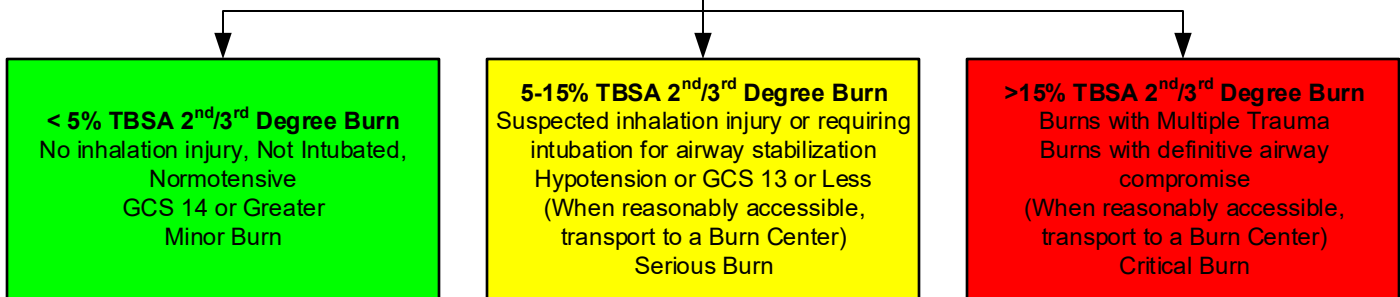 < 5% TBSA 2nd/3rd Degree Burn
No inhalation injury, Not Intubated,
Normotensive
GCS 14 or Greater
Minor Burn
5-15% TBSA 2nd/3rd Degree Burn
Suspected inhalation injury or requiring
intubation for airway stabilization
Hypotension or GCS 13 or Less
(When reasonably accessible,
transport to a Burn Center)
Serious Burn
>15% TBSA 2nd/3rd Degree Burn
Burns with Multiple Trauma
Burns with definitive airway
compromise
(When reasonably accessible,
transport to a Burn Center)
Critical Burn